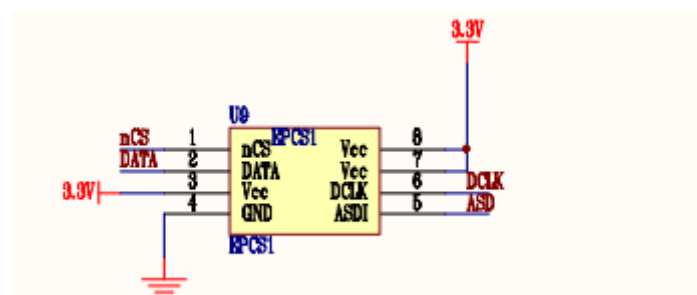 3.3V
U9
EPCS1
nCS 1 nCS Vcc 8
DATA 2 DATA Vcc 7
3.3V 3 Vcc DCLK 6 DCLK
4 GND ASDI 5 ASD
EPCS1